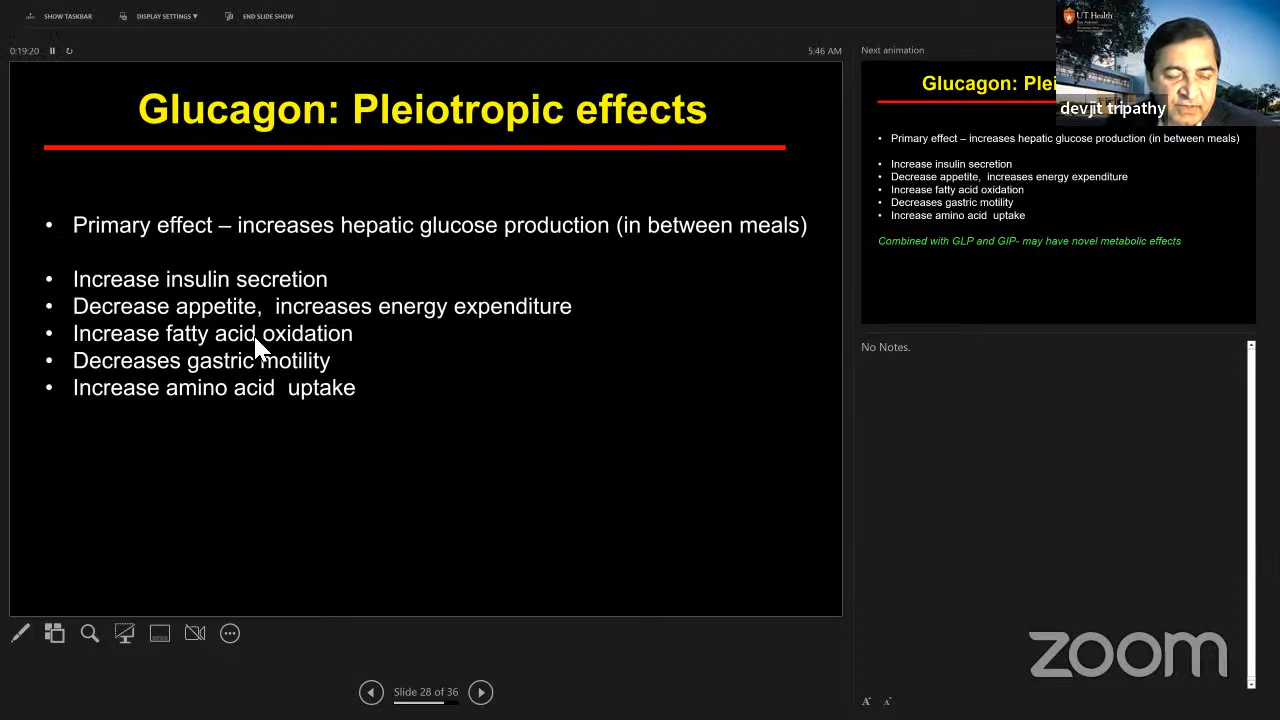 SHOW TASKBAR
DISPLAY SETTINGS ▼
END SLIDE SHOW
0:19:20
5:46 AM
Glucagon: Pleiotropic effects
• Primary effect – increases hepatic glucose production (in between meals)
• Increase insulin secretion
• Decrease appetite, increases energy expenditure
• Increase fatty acid oxidation
• Decreases gastric motility
• Increase amino acid uptake
Slide 28 of 36
Next animation
UT Health
devjit tripathy
Glucagon: Plei
• Primary effect – increases hepatic glucose production (in between meals)
• Increase insulin secretion
• Decrease appetite, increases energy expenditure
• Increase fatty acid oxidation
• Decreases gastric motility
• Increase amino acid uptake
Combined with GLP and GIP- may have novel metabolic effects
No Notes.
zoom
A A